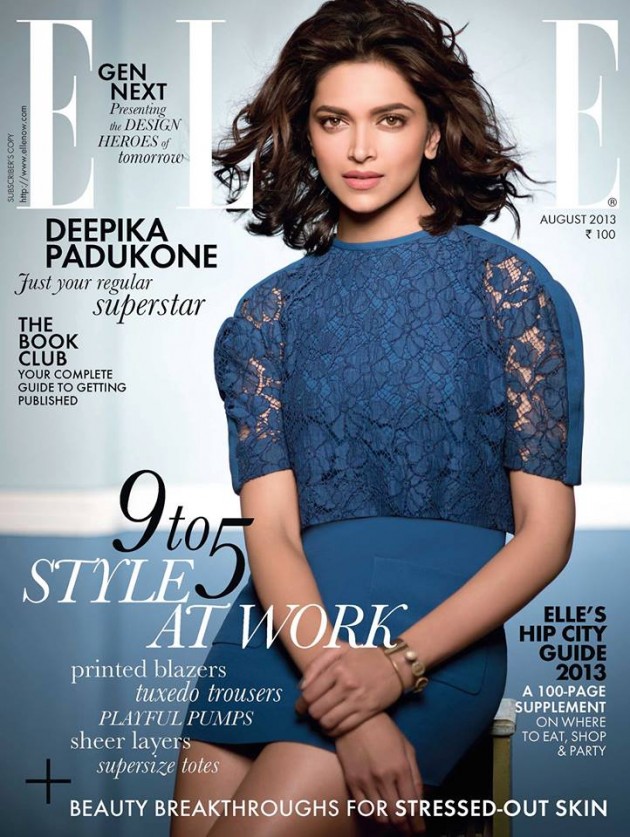 ELLE
GEN
NEXT
Presenting
the DESIGN
HEROES of
tomorrow
SUBSCRIBER'S COPY
http://www.ellenow.com
®
AUGUST 2013
₹ 100
DEEPIKA
PADUKONE
Just your regular
superstar
THE
BOOK
CLUB
YOUR COMPLETE
GUIDE TO GETTING
PUBLISHED
9 to 5
STYLE
AT WORK
printed blazers
tuxedo trousers
PLAYFUL PUMPS
sheer layers
supersize totes
ELLE'S
HIP CITY
GUIDE
2013
A 100-PAGE
SUPPLEMENT
ON WHERE
TO EAT, SHOP
& PARTY
+ BEAUTY BREAKTHROUGHS FOR STRESSED-OUT SKIN